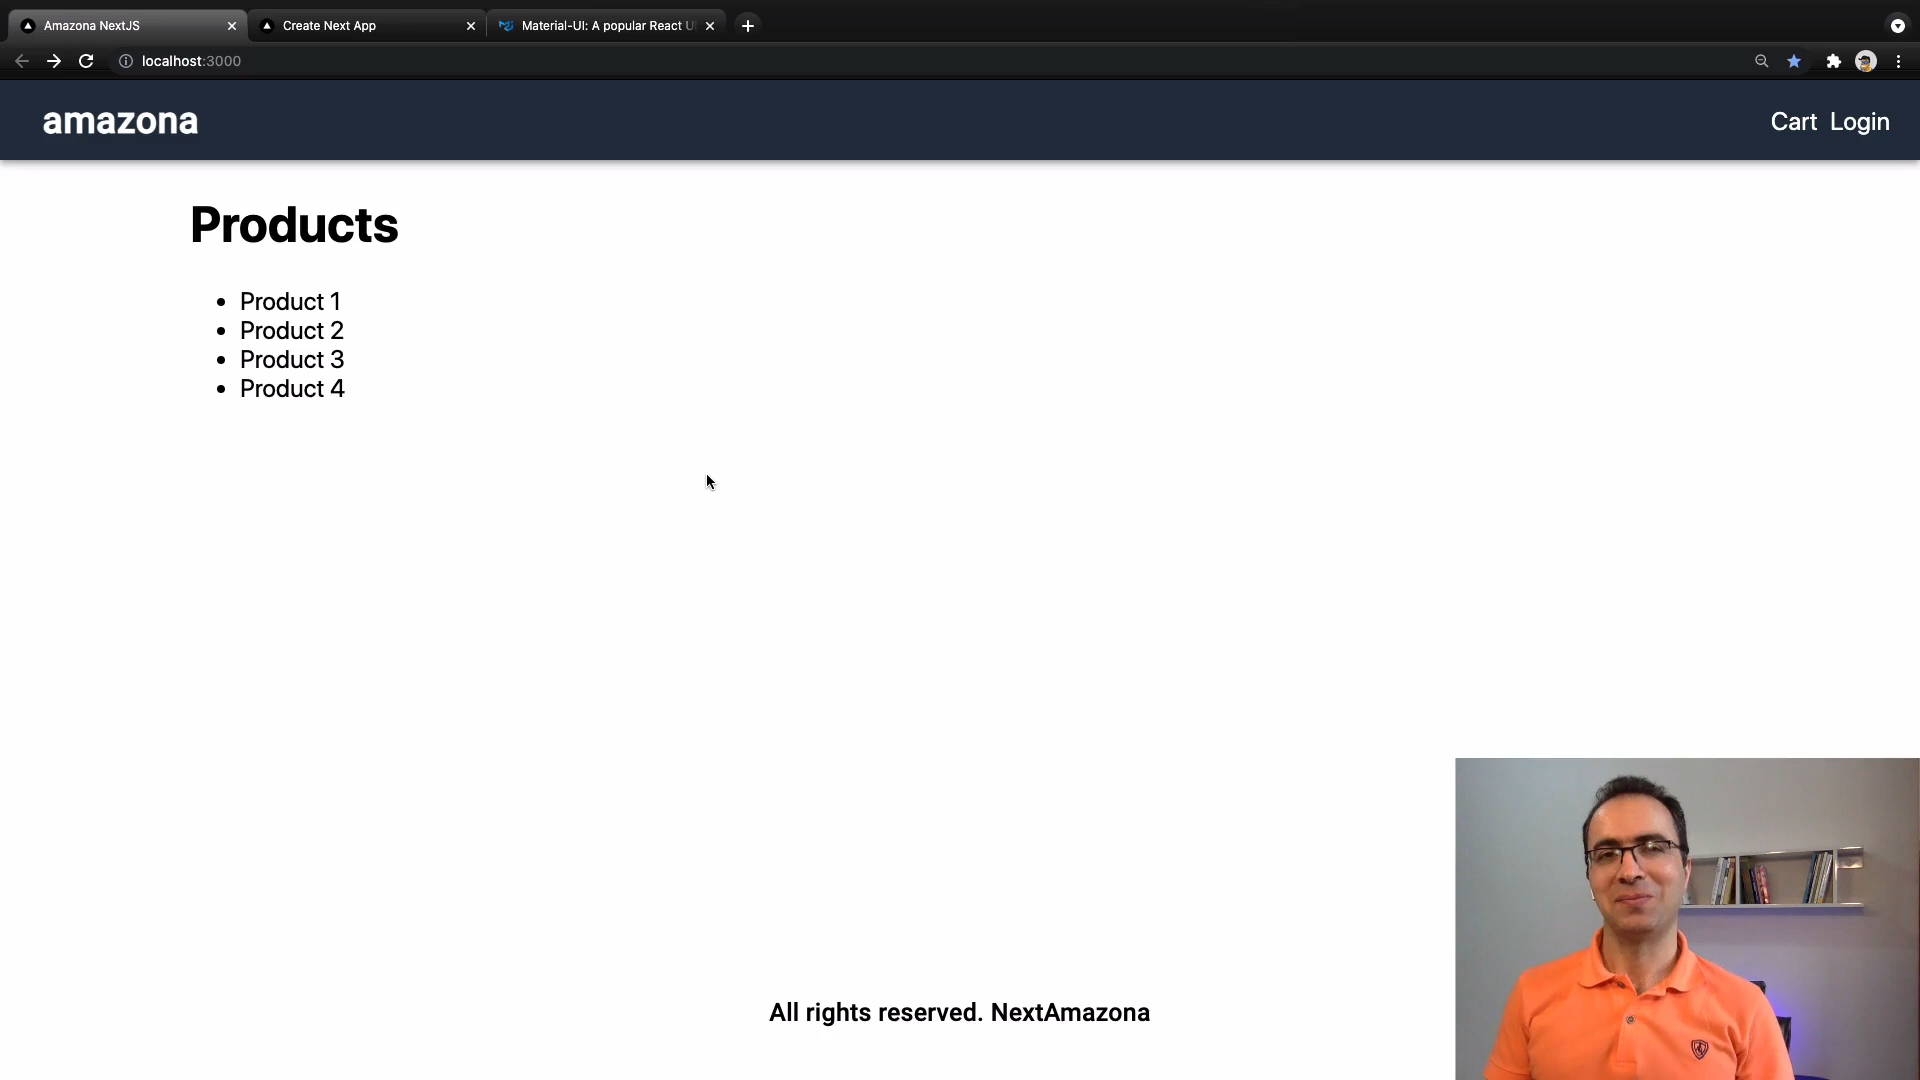 Amazona NextJS
Create Next App
Material-UI: A popular React U
localhost:3000
amazona
Cart Login
Products
Product 1
Product 2
Product 3
Product 4
All rights reserved. NextAmazona